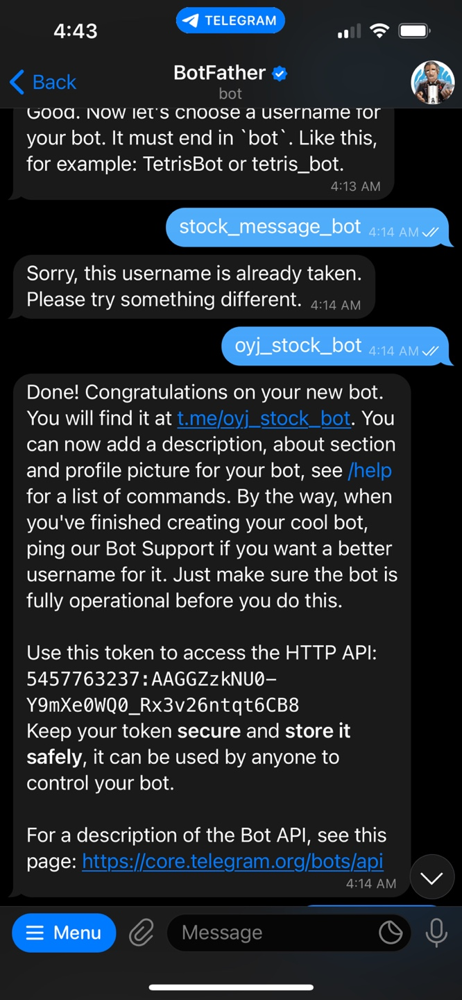 4:43
TELEGRAM
Back
BotFather
bot
Good. Now let's choose a username for
your bot. It must end in `bot`. Like this,
for example: TetrisBot or tetris_bot.
4:13 AM
stock_message_bot 4:14 AM
Sorry, this username is already taken.
Please try something different. 4:14 AM
oyj_stock_bot 4:14 AM
Done! Congratulations on your new bot.
You will find it at t.me/oyj_stock_bot. You
can now add a description, about section
and profile picture for your bot, see /help
for a list of commands. By the way, when
you've finished creating your cool bot,
ping our Bot Support if you want a better
username for it. Just make sure the bot is
fully operational before you do this.
Use this token to access the HTTP API:
5457763237:AAGGZzkNU0-
Y9mXe0WQ0_Rx3v26ntqt6CB8
Keep your token secure and store it
safely, it can be used by anyone to
control your bot.
For a description of the Bot API, see this
page: https://core.telegram.org/bots/api
4:14 AM
Menu
Message